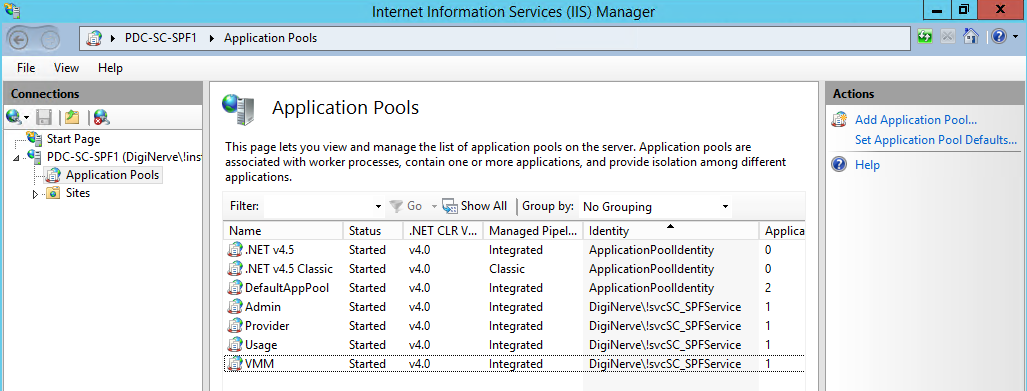 Internet Information Services (IIS) Manager
PDC-SC-SPF1 Application Pools
File View Help
Connections
Start Page
PDC-SC-SPF1 (DigiNerve\!ins
Application Pools
Sites
Application Pools
This page lets you view and manage the list of application pools on the server. Application pools are
associated with worker processes, contain one or more applications, and provide isolation among different
applications.
Filter: Go Show All Group by: No Grouping
Name Status .NET CLR V... Managed Pipel... Identity Applica
.NET v4.5 Started v4.0 Integrated ApplicationPoolIdentity 0
.NET v4.5 Classic Started v4.0 Classic ApplicationPoolIdentity 0
DefaultAppPool Started v4.0 Integrated ApplicationPoolIdentity 2
Admin Started v4.0 Integrated DigiNerve\!svcSC_SPFService 1
Provider Started v4.0 Integrated DigiNerve\!svcSC_SPFService 1
Usage Started v4.0 Integrated DigiNerve\!svcSC_SPFService 1
VMM Started v4.0 Integrated DigiNerve\!svcSC_SPFService 1
Actions
Add Application Pool...
Set Application Pool Defaults...
Help